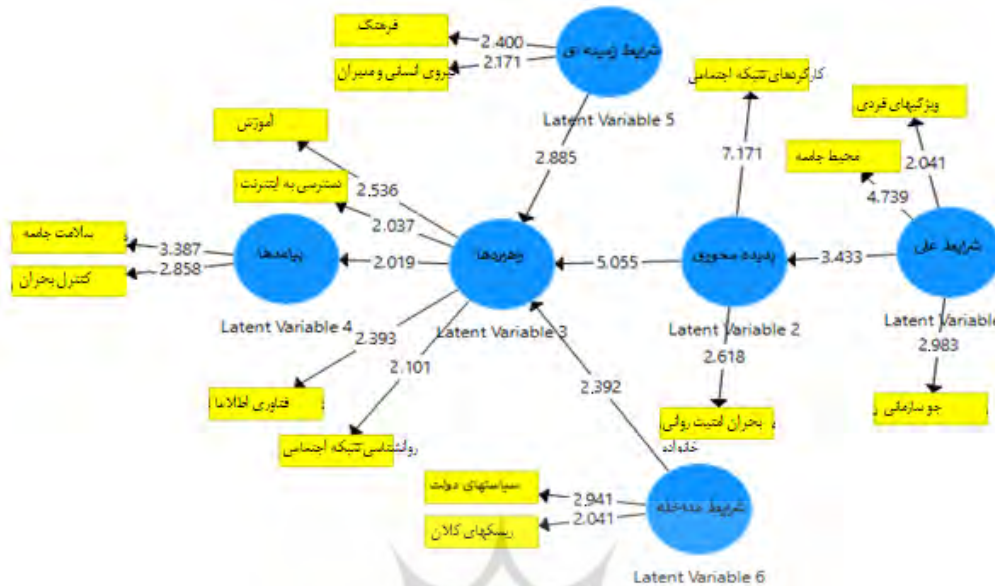 فرهنگ
2.400
شرایط زمینه ای
نیروی انسانی و مدیران
2.171
Latent Variable 5
کارکردهای شبکه اجتماعی
ویژگیهای فردی
آموزش
2.885
7.171
محیط جامعه
2.041
2.536
دسترسی به اینترنت
4.739
2.037
سلامت جامعه
3.387
پیامدها
2.019
راهبردها
5.055
پدیده محوری
3.433
شرایط علی
کنترل بحران
2.858
Latent Variable 4
Latent Variable 3
Latent Variable 2
Latent Variable
2.393
2.101
2.618
2.983
2.392
فناوری اطلاعا
جو سازمانی
بحران امنیت روانی
خانواده
روانشناسی شبکه اجتماعی
سیاستهای دولت
2.941
شرایط مداخله
ریسکهای کلان
2.041
Latent Variable 6